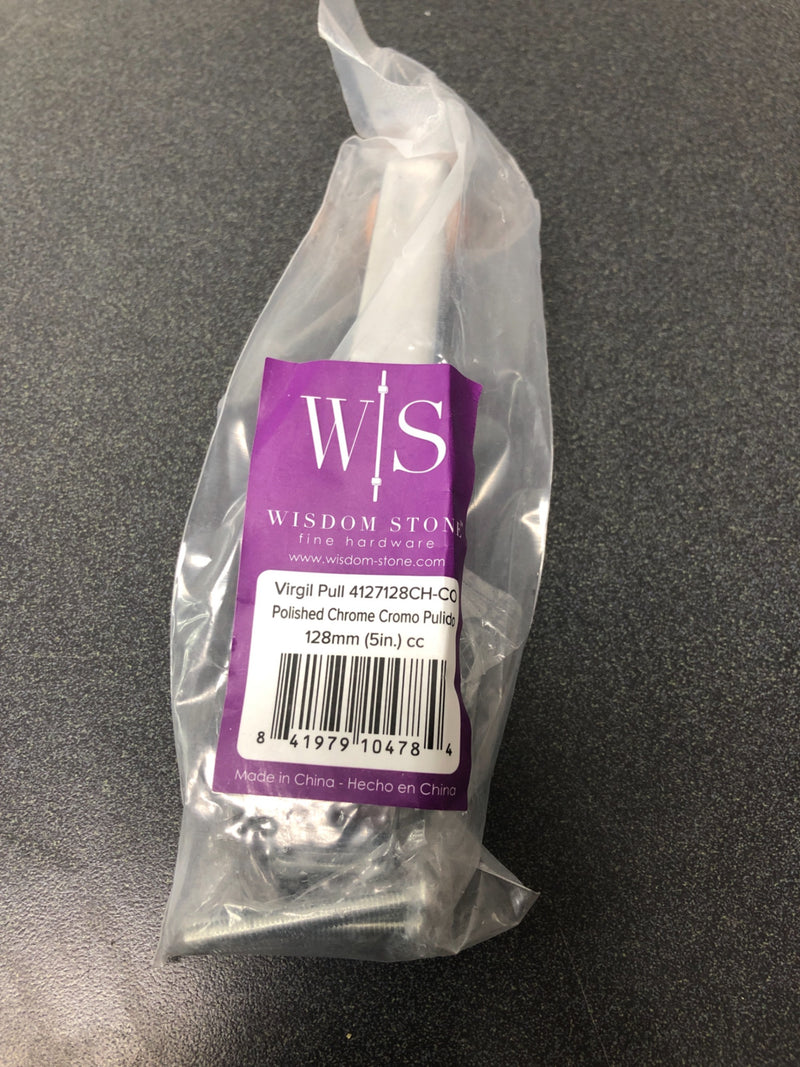 W|S
WISDOM STONE
fine hardware
www.wisdom-stone.com
Virgil Pull 4127128CH-CO
Polished Chrome Cromo Pulido
128mm (5in.) cc
8 41979 10478 4
Made in China - Hecho en China